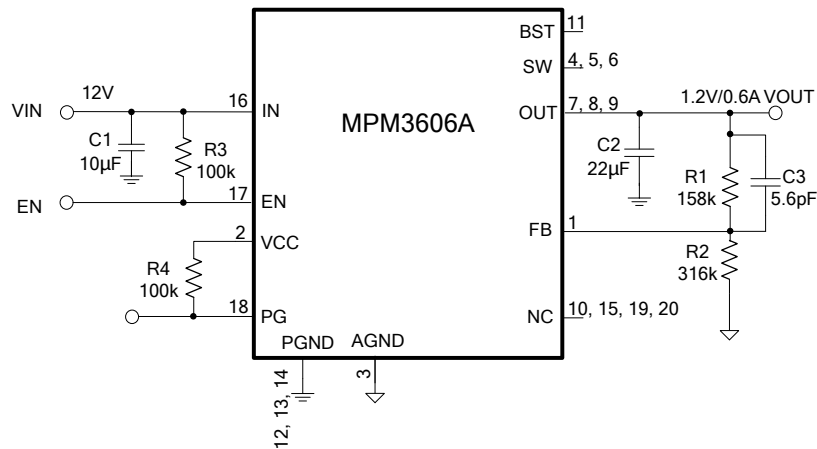 BST
11
SW
4, 5, 6
12V
VIN
16
IN
MPM3606A
OUT
7, 8, 9
1.2V/0.6A VOUT
C1
10µF
R3
100k
C2
22µF
R1
158k
C3
5.6pF
EN
17
EN
2
VCC
FB
1
R2
316k
R4
100k
18
PG
NC
10, 15, 19, 20
PGND
AGND
12, 13, 14
3